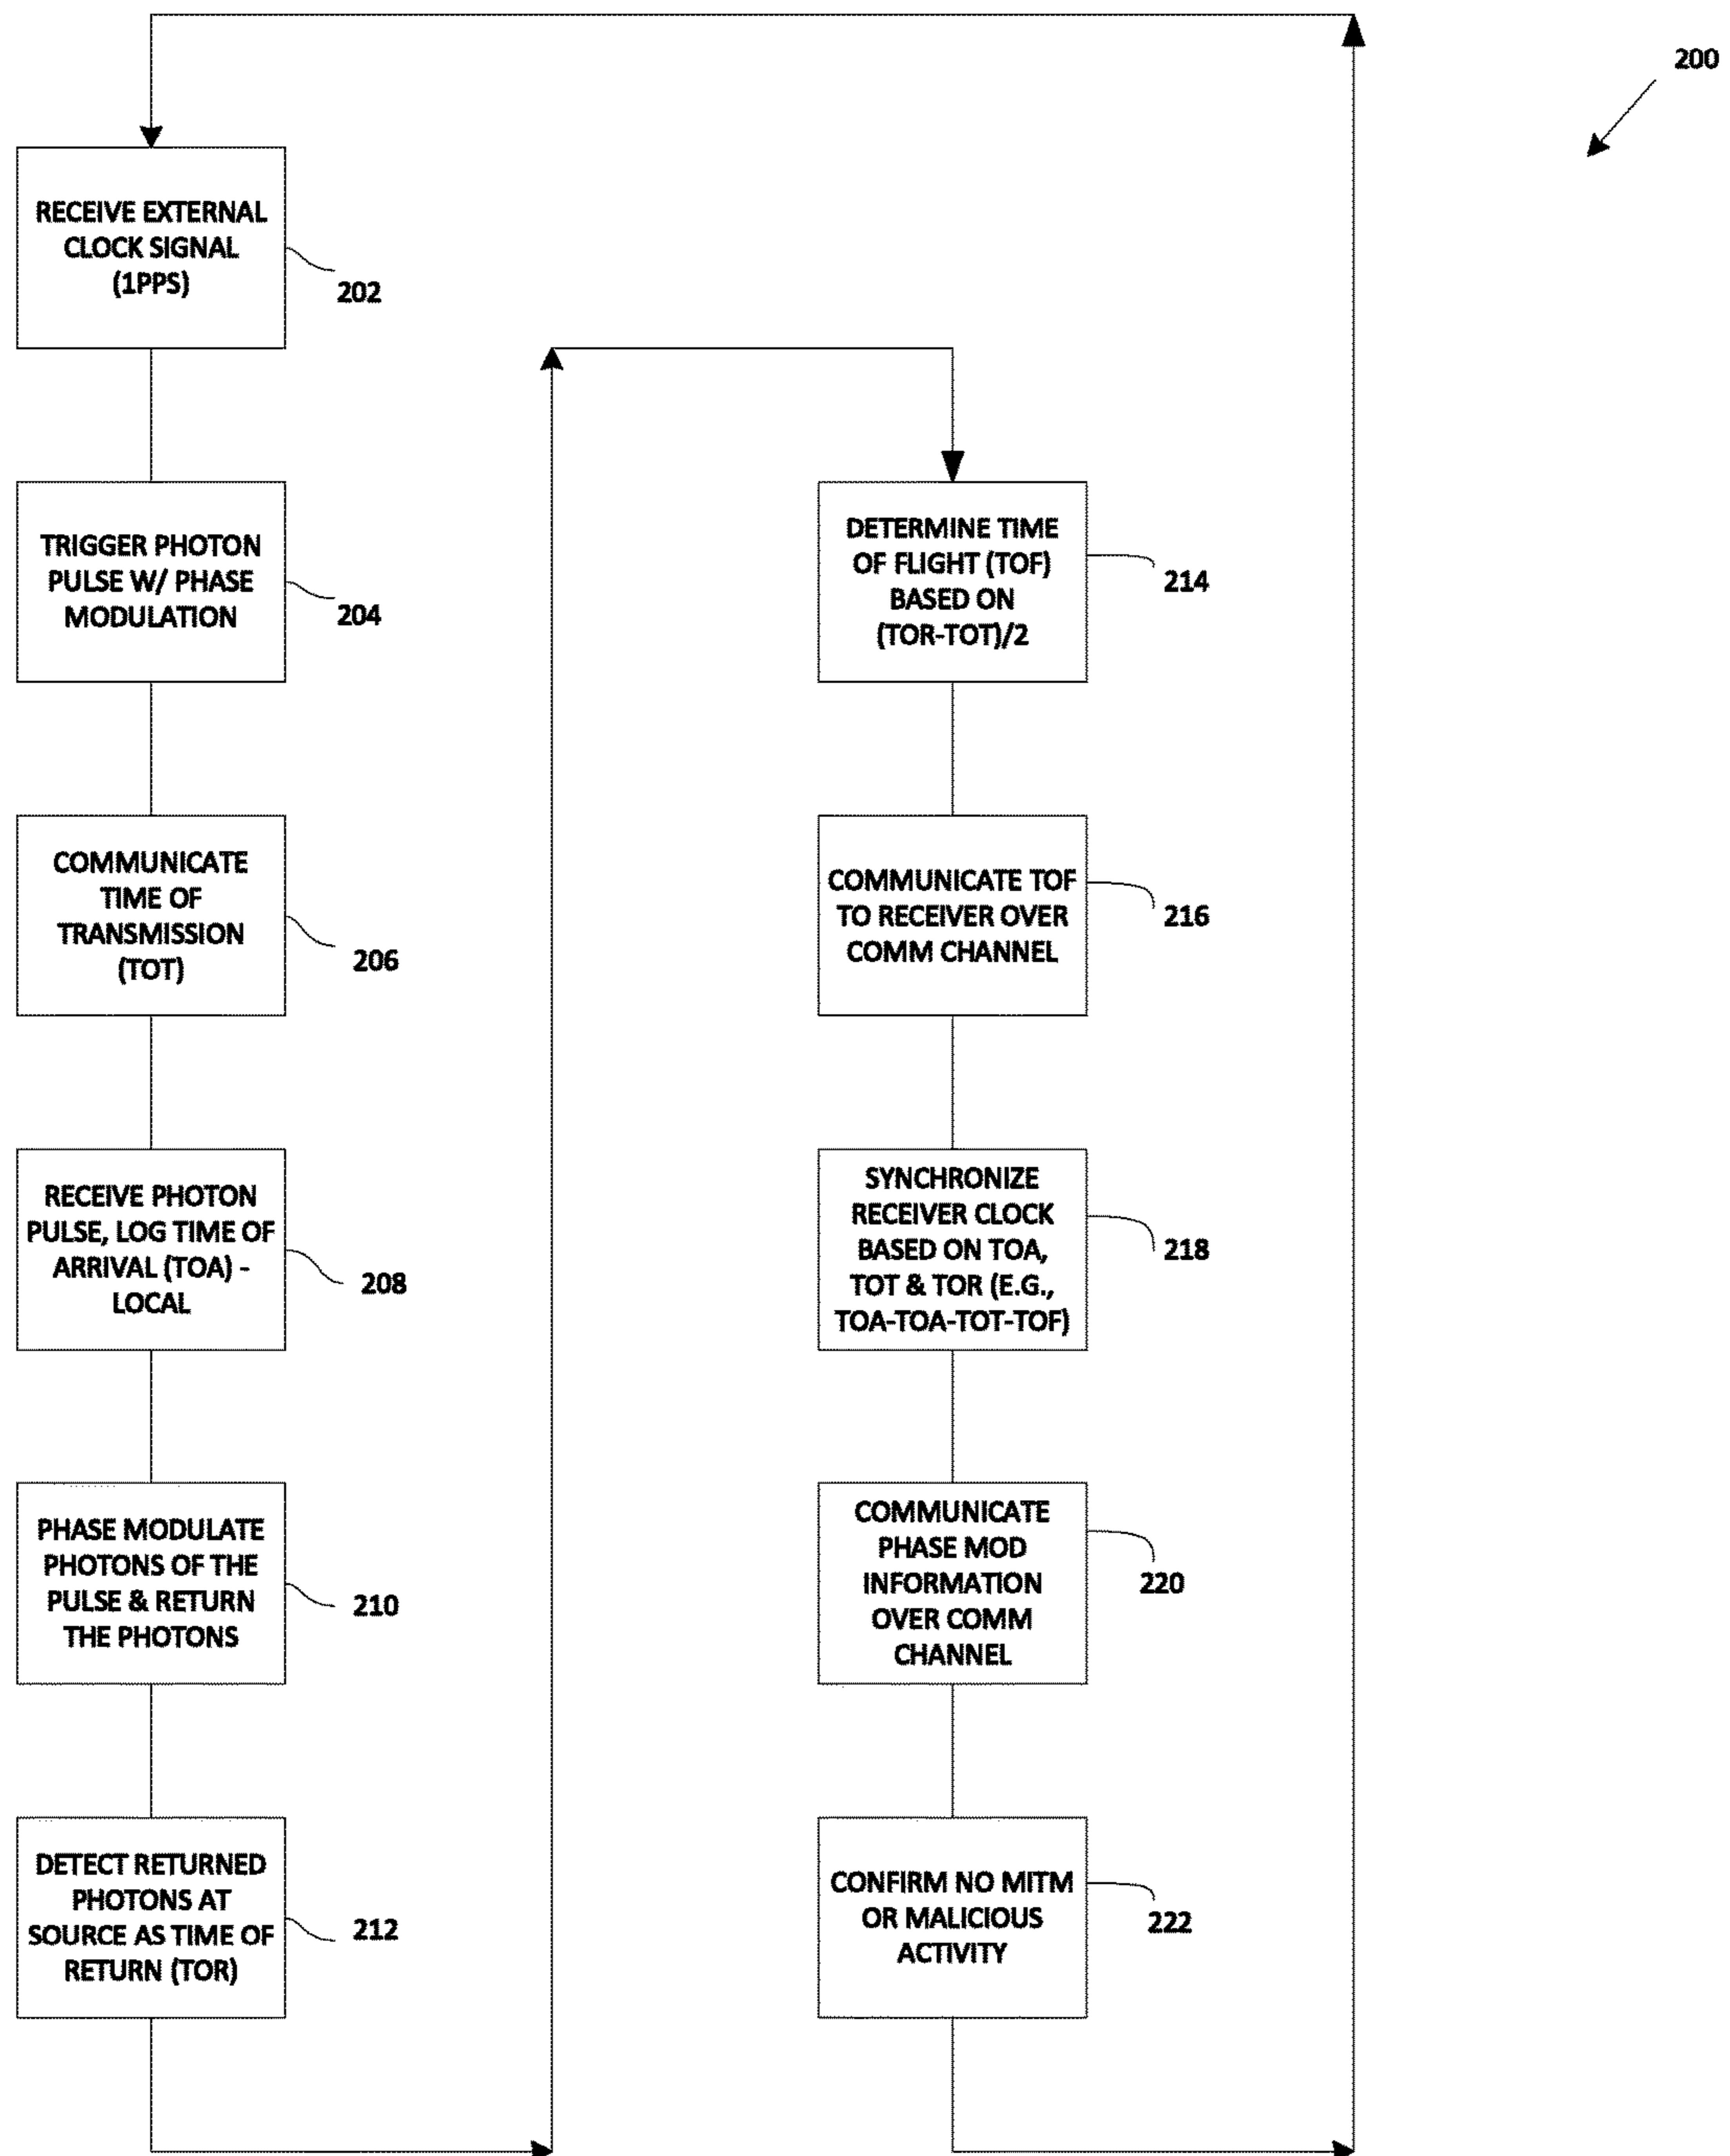 200
RECEIVE EXTERNAL
CLOCK SIGNAL
(1PPS)
202
TRIGGER PHOTON
PULSE W/ PHASE
MODULATION
204
COMMUNICATE
TIME OF
TRANSMISSION
(TOT)
206
RECEIVE PHOTON
PULSE, LOG TIME OF
ARRIVAL (TOA) -
LOCAL
208
PHASE MODULATE
PHOTONS OF THE
PULSE & RETURN
THE PHOTONS
210
DETECT RETURNED
PHOTONS AT
SOURCE AS TIME OF
RETURN (TOR)
212
DETERMINE TIME
OF FLIGHT (TOF)
BASED ON
(TOR-TOT)/2
214
COMMUNICATE TOF
TO RECEIVER OVER
COMM CHANNEL
216
SYNCHRONIZE
RECEIVER CLOCK
BASED ON TOA,
TOT & TOR (E.G.,
TOA-TOA-TOT-TOF)
218
COMMUNICATE
PHASE MOD
INFORMATION
OVER COMM
CHANNEL
220
CONFIRM NO MITM
OR MALICIOUS
ACTIVITY
222